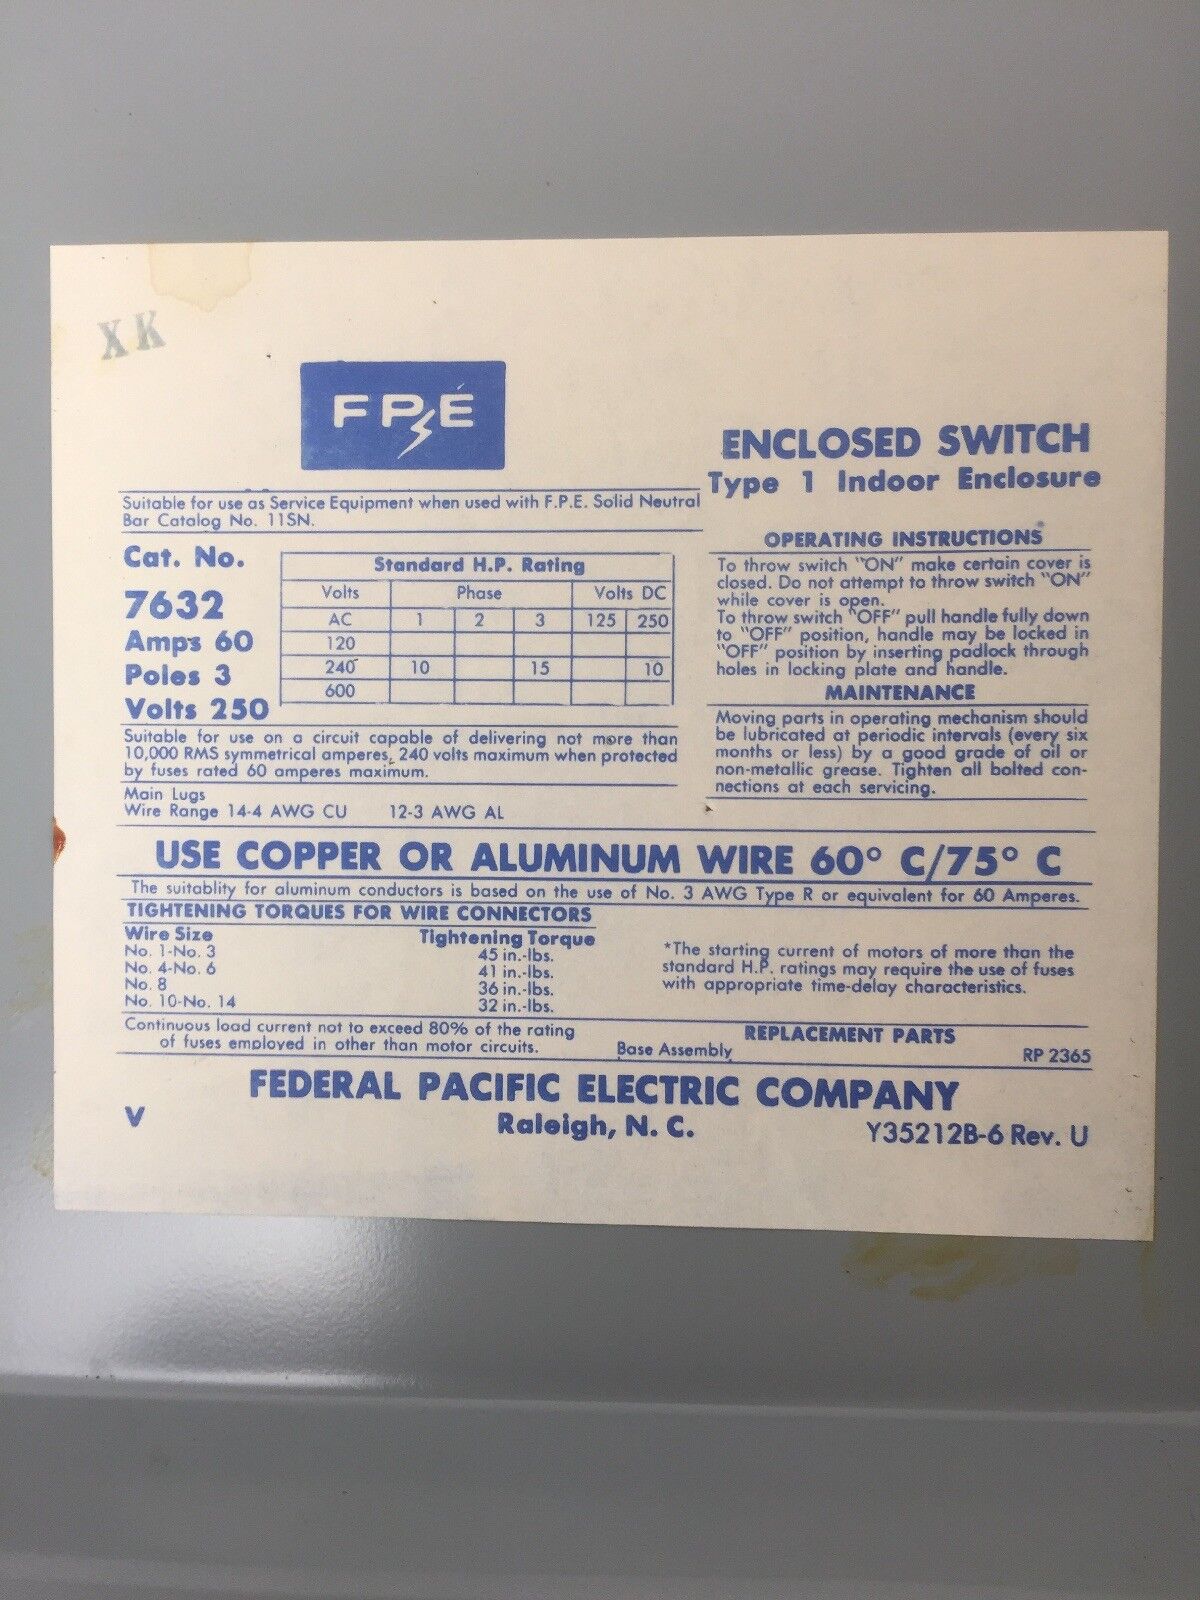 XK
FPE
ENCLOSED SWITCH
Type 1 Indoor Enclosure
Suitable for use as Service Equipment when used with F.P.E. Solid Neutral
Bar Catalog No. 11SN.
Cat. No.
7632
Amps 60
Poles 3
Volts 250
Standard H.P. Rating
Volts Phase Volts DC
AC 1 2 3 125 250
120
240 10 15 10
600
Suitable for use on a circuit capable of delivering not more than
10,000 RMS symmetrical amperes, 240 volts maximum when protected
by fuses rated 60 amperes maximum.
Main Lugs
Wire Range 14-4 AWG CU 12-3 AWG AL
OPERATING INSTRUCTIONS
To throw switch "ON" make certain cover is
closed. Do not attempt to throw switch "ON"
while cover is open.
To throw switch "OFF" pull handle fully down
to "OFF" position, handle may be locked in
"OFF" position by inserting padlock through
holes in locking plate and handle.
MAINTENANCE
Moving parts in operating mechanism should
be lubricated at periodic intervals (every six
months or less) by a good grade of oil or
non-metallic grease. Tighten all bolted con-
nections at each servicing.
USE COPPER OR ALUMINUM WIRE 60° C/75° C
The suitablity for aluminum conductors is based on the use of No. 3 AWG Type R or equivalent for 60 Amperes.
TIGHTENING TORQUES FOR WIRE CONNECTORS
Wire Size Tightening Torque
No. 1-No. 3 45 in.-lbs.
No. 4-No. 6 41 in.-lbs.
No. 8 36 in.-lbs.
No. 10-No. 14 32 in.-lbs.
*The starting current of motors of more than the
standard H.P. ratings may require the use of fuses
with appropriate time-delay characteristics.
Continuous load current not to exceed 80% of the rating
of fuses employed in other than motor circuits.
REPLACEMENT PARTS
Base Assembly RP 2365
FEDERAL PACIFIC ELECTRIC COMPANY
V Raleigh, N. C. Y35212B-6 Rev. U